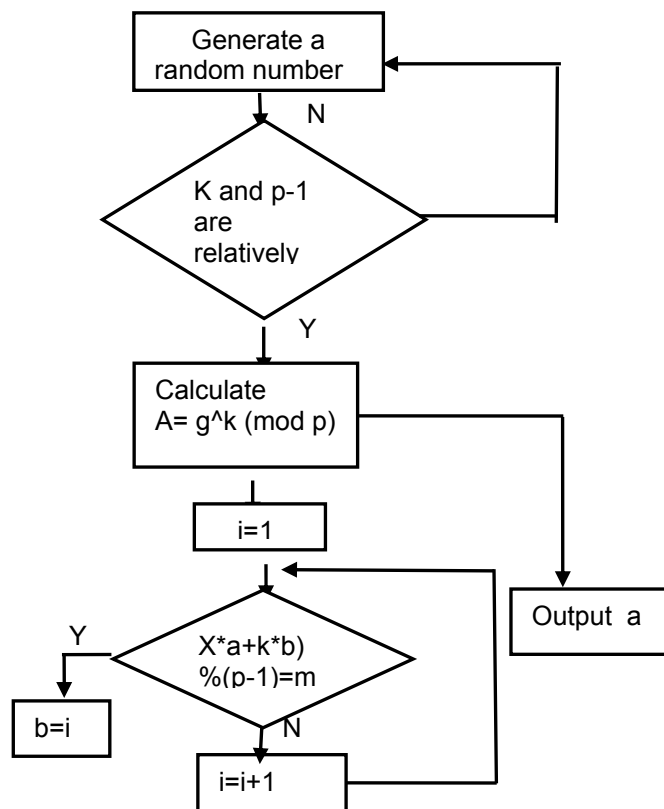 Generate a
random number
N
K and p-1
are
relatively
Y
Calculate
A= g^k (mod p)
i=1
Output a
Y
X*a+k*b)
%(p-1)=m
b=i
N
i=i+1